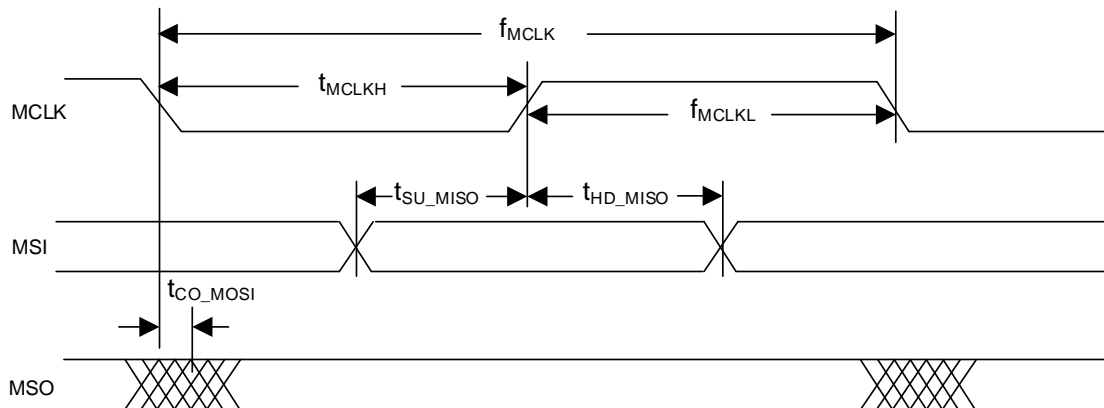 fMCLK
tMCLKH
MCLK
fMCLKL
tSU_MISO
tHD_MISO
MSI
tCO_MOSI
MSO